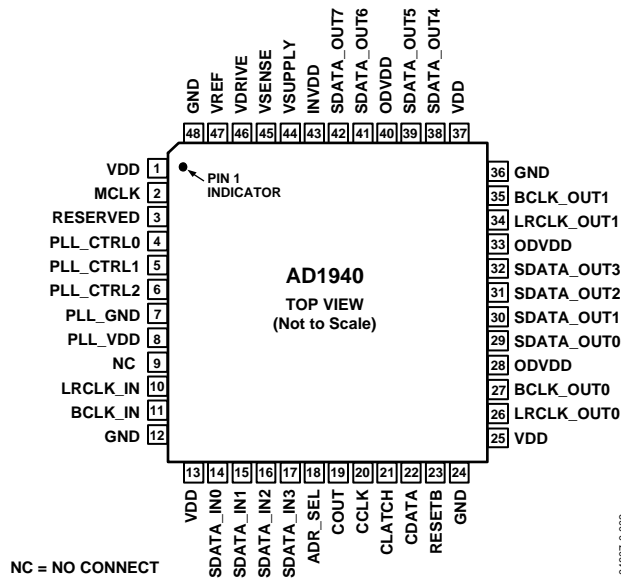 SDATA_OUT7
SDATA_OUT6
SDATA_OUT5
SDATA_OUT4
GND
VREF
VDRIVE
VSENSE
VSUPPLY
INVDD
ODVDD
VDD
48 47 46 45 44 43 42 41 40 39 38 37
VDD 1
MCLK 2
RESERVED 3
PLL_CTRL0 4
PLL_CTRL1 5
PLL_CTRL2 6
PLL_GND 7
PLL_VDD 8
NC 9
LRCLK_IN 10
BCLK_IN 11
GND 12
PIN 1
INDICATOR
AD1940
TOP VIEW
(Not to Scale)
36 GND
35 BCLK_OUT1
34 LRCLK_OUT1
33 ODVDD
32 SDATA_OUT3
31 SDATA_OUT2
30 SDATA_OUT1
29 SDATA_OUT0
28 ODVDD
27 BCLK_OUT0
26 LRCLK_OUT0
25 VDD
13 14 15 16 17 18 19 20 21 22 23 24
VDD
SDATA_IN0
SDATA_IN1
SDATA_IN2
SDATA_IN3
ADR_SEL
COUT
CCLK
CLATCH
CDATA
RESETB
GND
NC = NO CONNECT